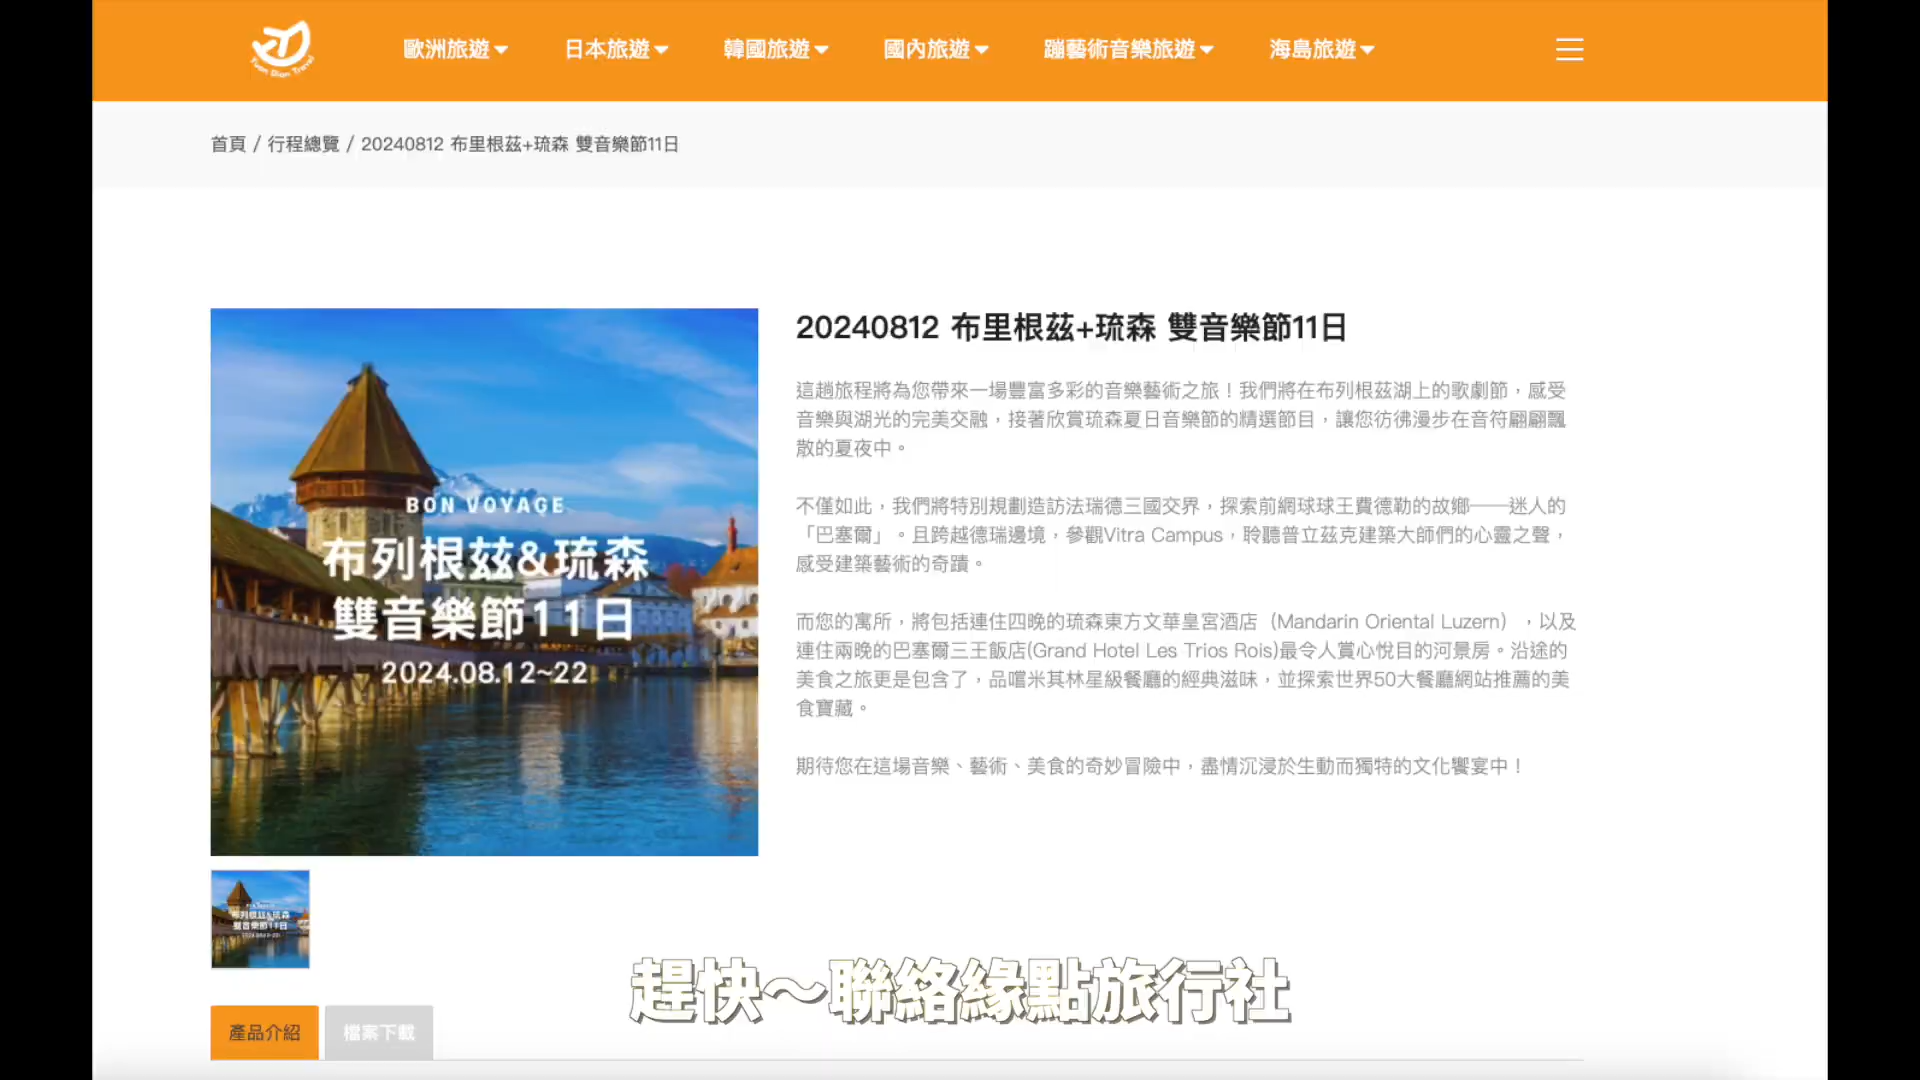 Yuan Dian Travel
歐洲旅遊 日本旅遊 韓國旅遊 國內旅遊 蹦藝術音樂旅遊 海島旅遊
首頁 / 行程總覽 / 20240812 布里根茲+琉森 雙音樂節11日
20240812 布里根茲+琉森 雙音樂節11日
這趟旅程將為您帶來一場豐富多彩的音樂藝術之旅！我們將在布列根茲湖上的歌劇節，感受
音樂與湖光的完美交融，接著欣賞琉森夏日音樂節的精選節目，讓您彷彿漫步在音符翩翩飄
散的夏夜中。
不僅如此，我們將特別規劃造訪法瑞德三國交界，探索前網球球王費德勒的故鄉——迷人的
「巴塞爾」。且跨越德瑞邊境，參觀Vitra Campus，聆聽普立茲克建築大師們的心靈之聲，
感受建築藝術的奇蹟。
而您的寓所，將包括連住四晚的琉森東方文華皇宮酒店（Mandarin Oriental Luzern），以及
連住兩晚的巴塞爾三王飯店(Grand Hotel Les Trios Rois)最令人賞心悅目的河景房。沿途的
美食之旅更是包含了，品嚐米其林星級餐廳的經典滋味，並探索世界50大餐廳網站推薦的美
食寶藏。
期待您在這場音樂、藝術、美食的奇妙冒險中，盡情沉浸於生動而獨特的文化饗宴中！
BON VOYAGE
布列根茲&琉森
雙音樂節11日
2024.08.12~22
布列根茲&琉森
雙音樂節11日
趕快～聯絡緣點旅行社
產品介紹 檔案下載